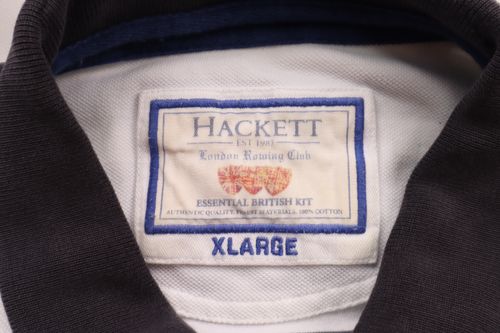 HACKETT
EST 1983
London Rowing Club
ESSENTIAL BRITISH KIT
AUTHENTIC QUALITY, FINEST MATERIALS, 100% COTTON
XLARGE